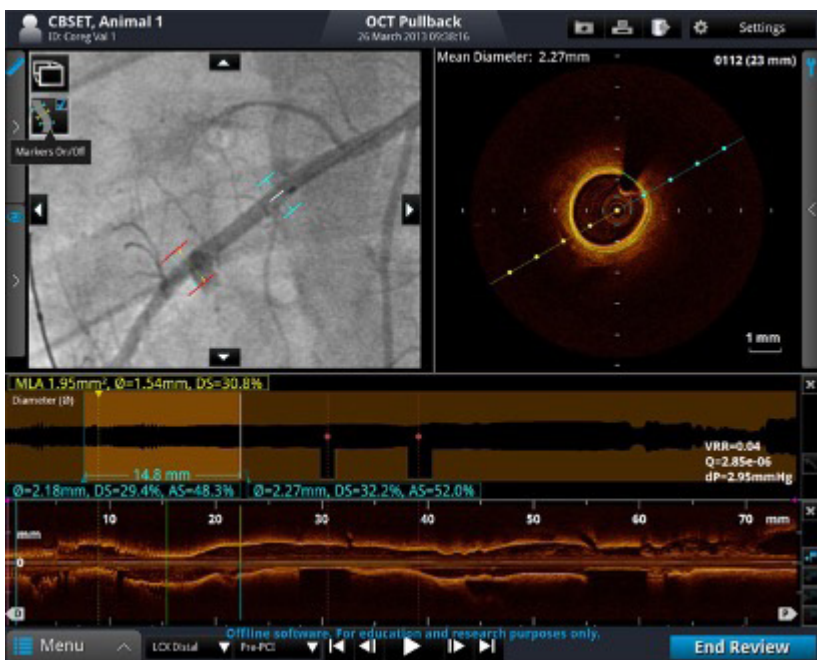 CBSET, Animal 1
ID: Coreg Val 1
OCT Pullback
26 March 2013 09:38:16
Settings
Markers On/Off
Mean Diameter: 2.27mm
0112 (23 mm)
1 mm
MLA 1.95mm², Ø=1.54mm, DS=30.8%
Diameter (Ø)
VRR=0.04
Q=2.85e-06
dP=2.95mmHg
14.8 mm
Ø=2.18mm, DS=29.4%, AS=48.3%
Ø=2.27mm, DS=32.2%, AS=52.0%
10 20 30 40 50 60 70 mm
mm
0
D P
Offline software. For education and research purposes only.
Menu
LCX Distal
Pre-PCI
End Review